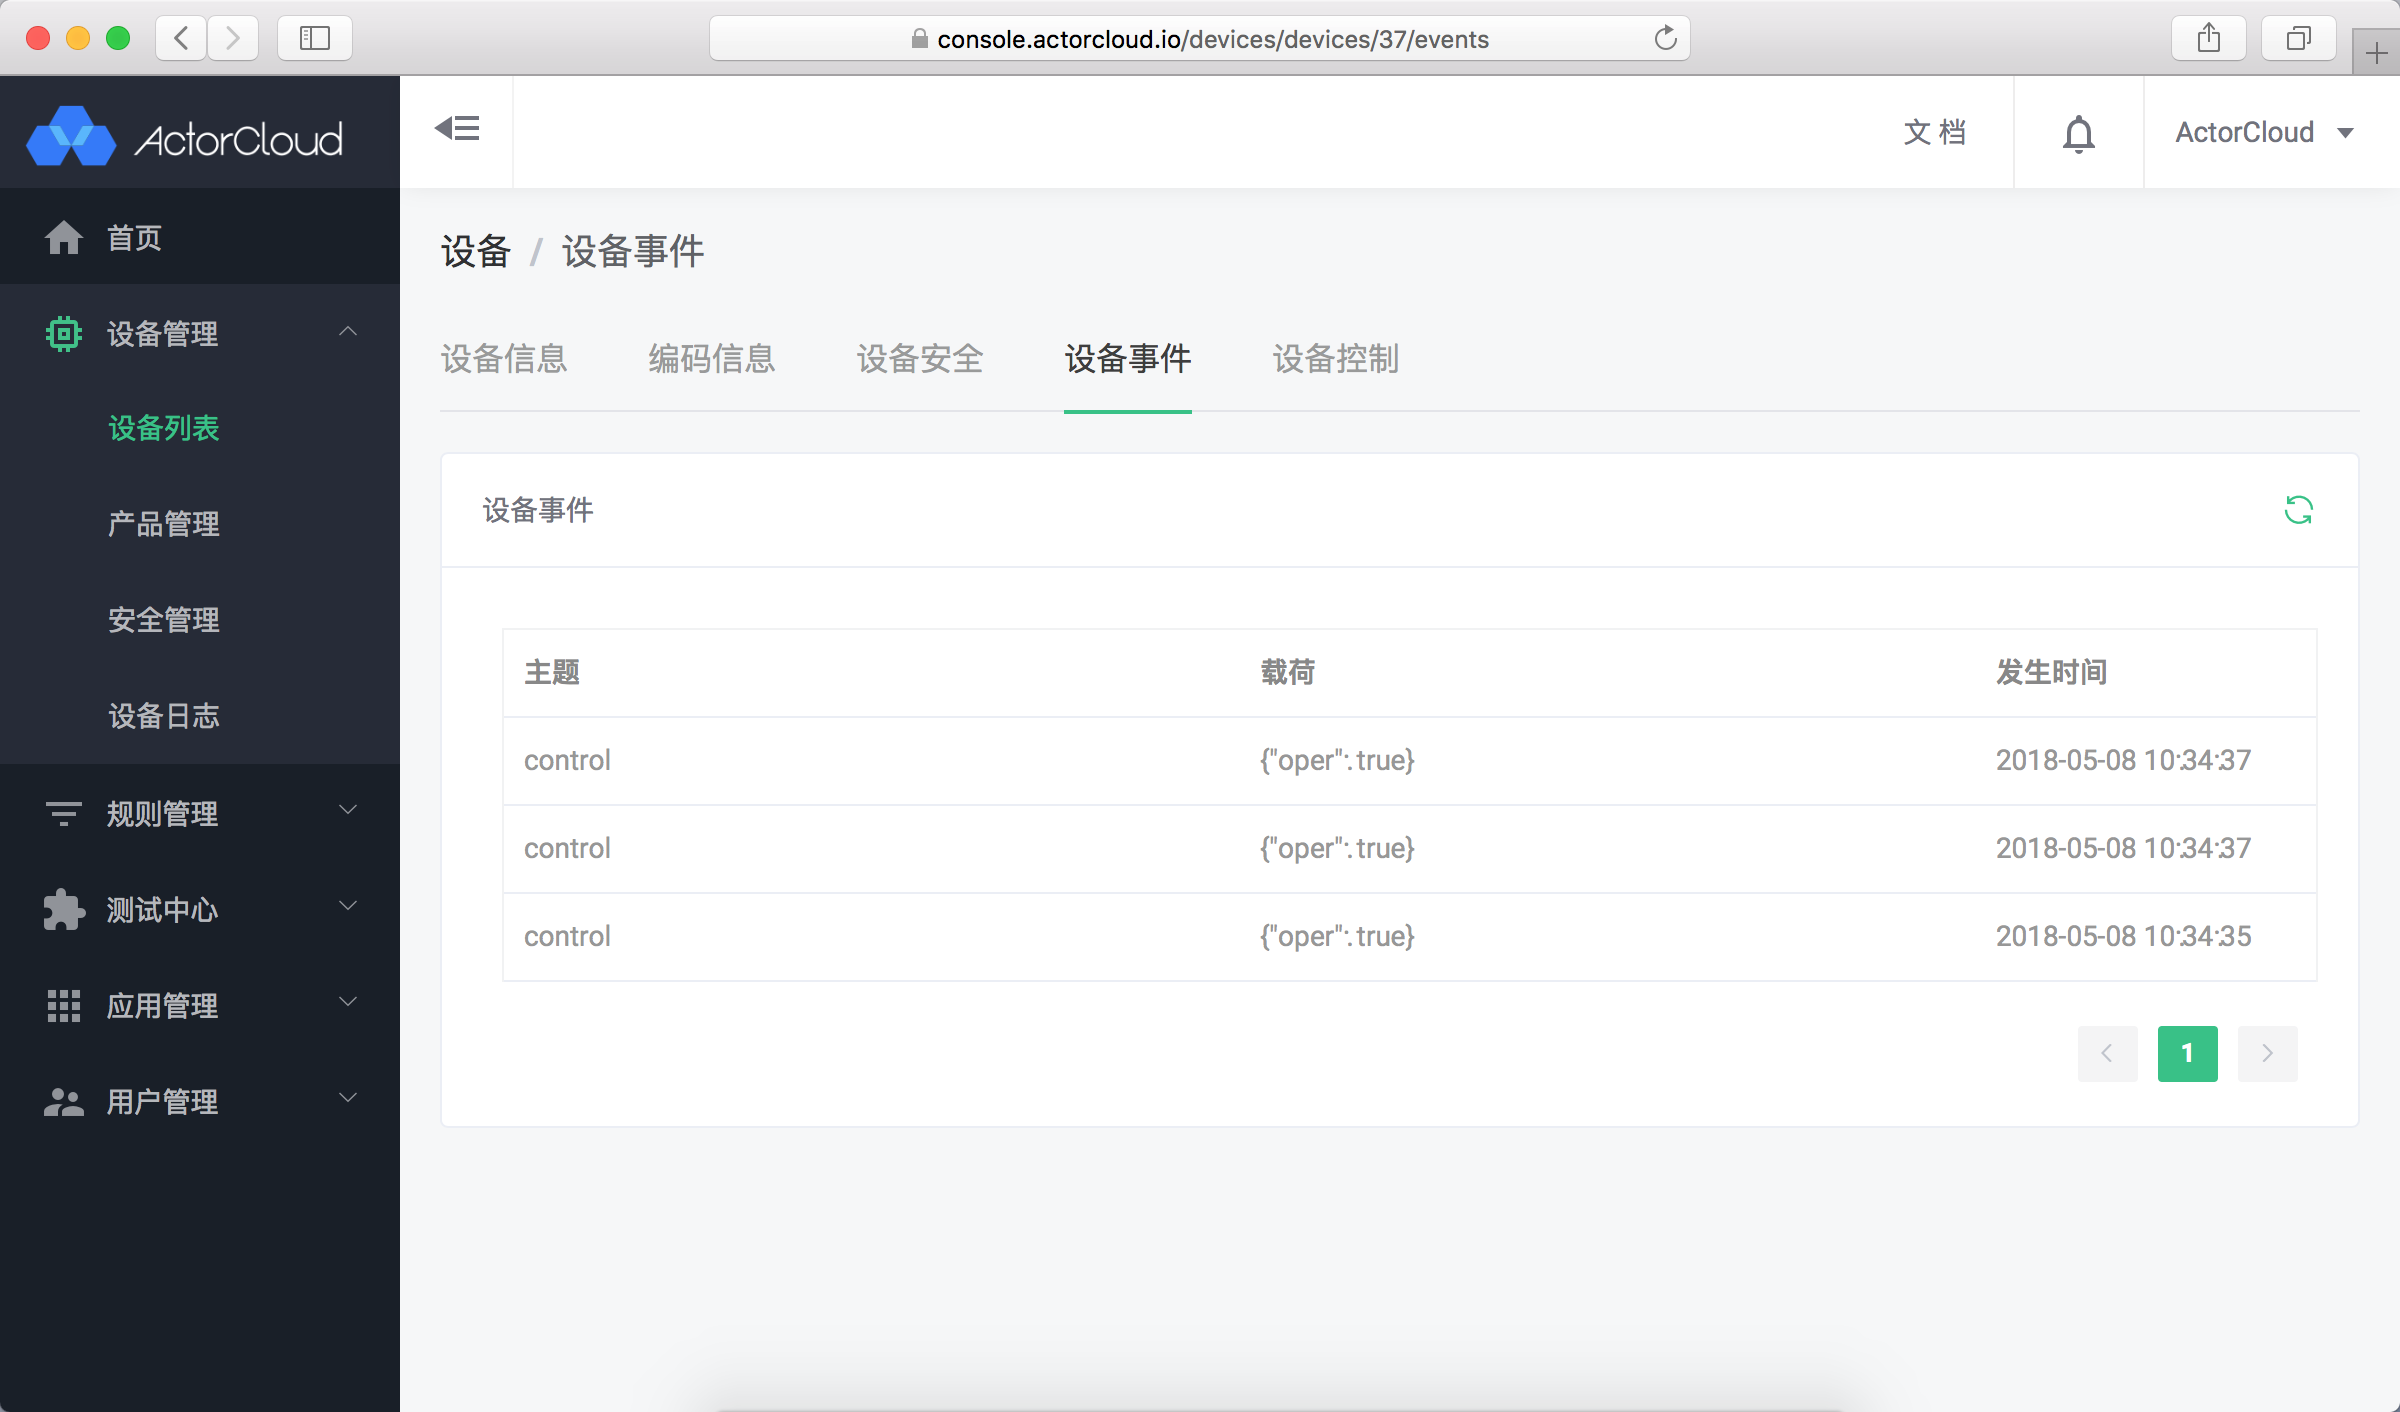 console.actorcloud.io/devices/devices/37/events
ActorCloud
文 档
ActorCloud
首页
设备管理
设备列表
产品管理
安全管理
设备日志
规则管理
测试中心
应用管理
用户管理
设备 / 设备事件
设备信息 编码信息 设备安全 设备事件 设备控制
设备事件
主题 载荷 发生时间
control {"oper": true} 2018-05-08 10:34:37
control {"oper": true} 2018-05-08 10:34:37
control {"oper": true} 2018-05-08 10:34:35
1